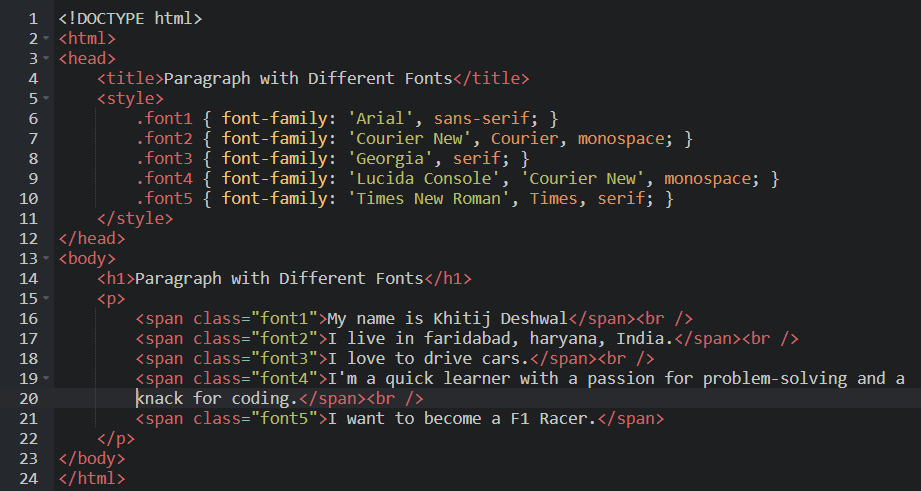 1 <!DOCTYPE html>
2 <html>
3 <head>
4     <title>Paragraph with Different Fonts</title>
5     <style>
6         .font1 { font-family: 'Arial', sans-serif; }
7         .font2 { font-family: 'Courier New', Courier, monospace; }
8         .font3 { font-family: 'Georgia', serif; }
9         .font4 { font-family: 'Lucida Console', 'Courier New', monospace; }
10         .font5 { font-family: 'Times New Roman', Times, serif; }
11     </style>
12 </head>
13 <body>
14     <h1>Paragraph with Different Fonts</h1>
15     <p>
16         <span class="font1">My name is Khitij Deshwal</span><br />
17         <span class="font2">I live in faridabad, haryana, India.</span><br />
18         <span class="font3">I love to drive cars.</span><br />
19         <span class="font4">I'm a quick learner with a passion for problem-solving and a
20         knack for coding.</span><br />
21         <span class="font5">I want to become a F1 Racer.</span>
22     </p>
23 </body>
24 </html>